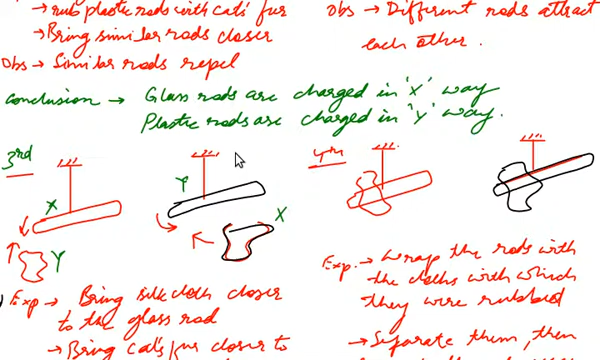 → rub plastic rods with cat's fur
→ Bring similar rods closer
Obs → Similar rods repel
Obs → Different rods attract
each other.
Conclusion → Glass rods are charged in 'X' way
Plastic rods are charged in 'Y' way.
3rd
X
Y
Y
X
4th
Exp → Bring silk cloth closer
to the glass rod
→ Bring cat's fur closer to
Exp. → Wrap the rods with
the cloths with which
they were rubbed
→ Separate them, then